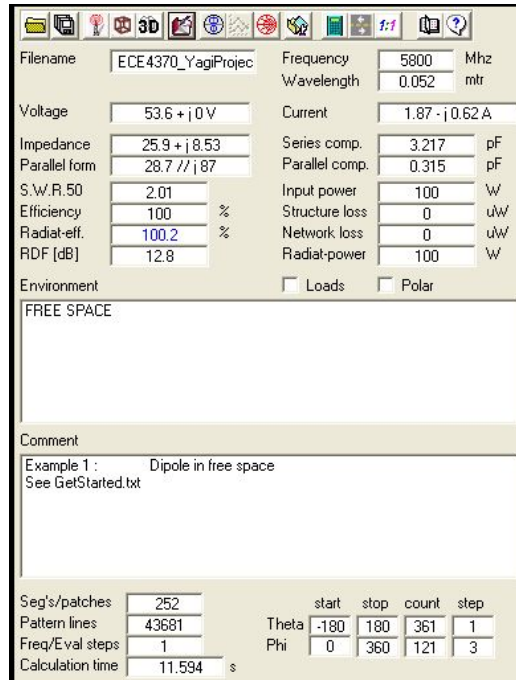 3D 1:1
Filename ECE4370_YagiProjec Frequency 5800 Mhz
Wavelength 0.052 mtr
Voltage 53.6 + j 0 V Current 1.87 - j 0.62 A
Impedance 25.9 + j 8.53 Series comp. 3.217 pF
Parallel form 28.7 // j 87 Parallel comp. 0.315 pF
S.W.R.50 2.01 Input power 100 W
Efficiency 100 % Structure loss 0 uW
Radiat-eff. 100.2 % Network loss 0 uW
RDF [dB] 12.8 Radiat-power 100 W
Environment Loads Polar
FREE SPACE
Comment
Example 1 : Dipole in free space
See GetStarted.txt
Seg's/patches 252 start stop count step
Pattern lines 43681 Theta -180 180 361 1
Freq/Eval steps 1 Phi 0 360 121 3
Calculation time 11.594 s